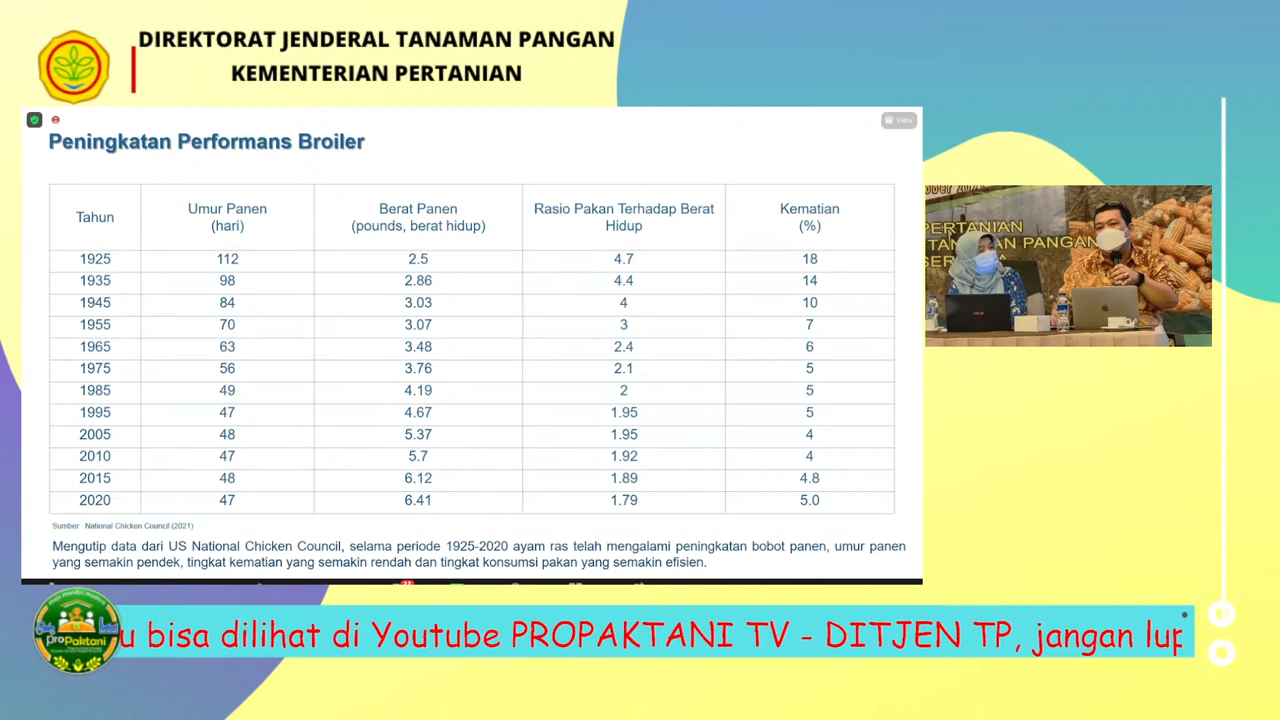 DIREKTORAT JENDERAL TANAMAN PANGAN
KEMENTERIAN PERTANIAN
View
Peningkatan Performans Broiler
Tahun Umur Panen (hari) Berat Panen (pounds, berat hidup) Rasio Pakan Terhadap Berat Hidup Kematian (%)
1925 112 2.5 4.7 18
1935 98 2.86 4.4 14
1945 84 3.03 4 10
1955 70 3.07 3 7
1965 63 3.48 2.4 6
1975 56 3.76 2.1 5
1985 49 4.19 2 5
1995 47 4.67 1.95 5
2005 48 5.37 1.95 4
2010 47 5.7 1.92 4
2015 48 6.12 1.89 4.8
2020 47 6.41 1.79 5.0
Sumber: National Chicken Council (2021)
Mengutip data dari US National Chicken Council, selama periode 1925-2020 ayam ras telah mengalami peningkatan bobot panen, umur panen
yang semakin pendek, tingkat kematian yang semakin rendah dan tingkat konsumsi pakan yang semakin efisien.
PERTANIAN
PANGAN
proPaktani
u bisa dilihat di Youtube PROPAKTANI TV - DITJEN TP, jangan lup